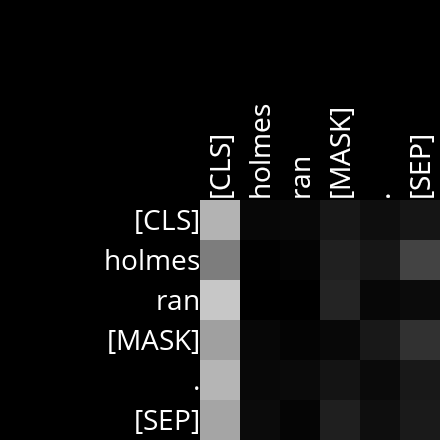 [CLS] holmes ran [MASK] . [SEP]
[CLS]
holmes
ran
[MASK]
.
[SEP]